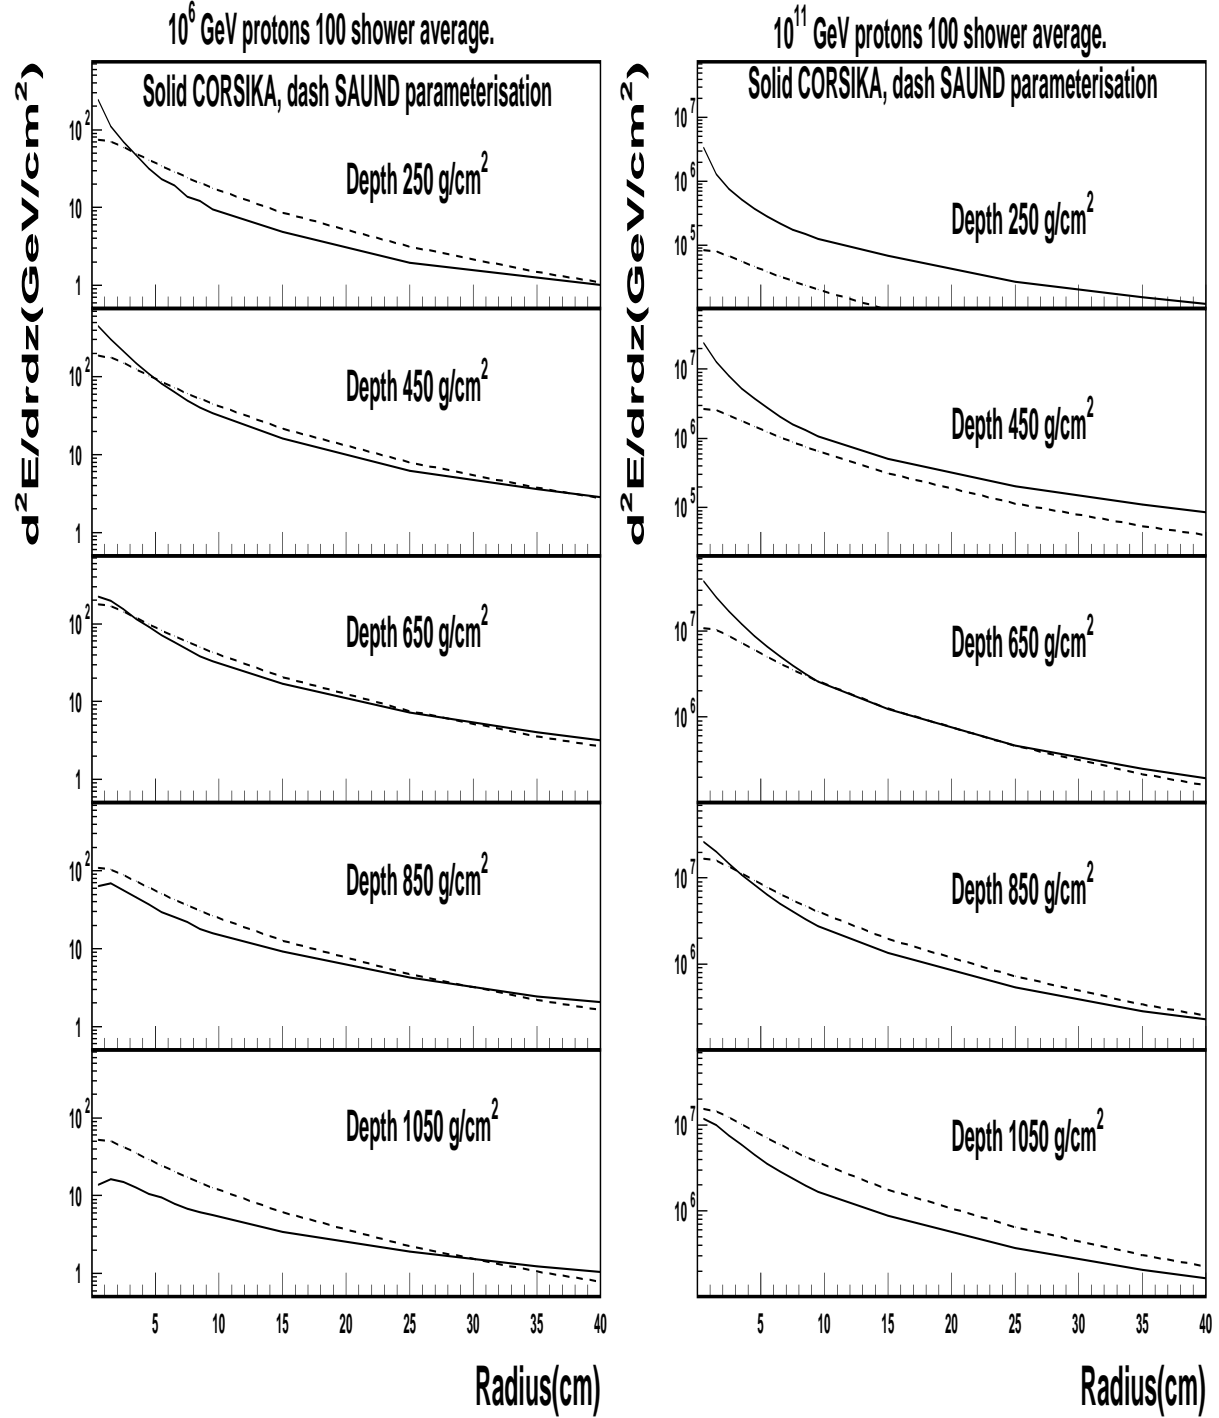 10^6 GeV protons 100 shower average.
Solid CORSIKA, dash SAUND parameterisation
d^2E/drdz(GeV/cm^2)
10^2
10
1
Depth 250 g/cm^2
10^2
10
1
Depth 450 g/cm^2
10^2
10
1
Depth 650 g/cm^2
10^2
10
1
Depth 850 g/cm^2
10^2
10
1
Depth 1050 g/cm^2
5 10 15 20 25 30 35 40
Radius(cm)
10^11 GeV protons 100 shower average.
Solid CORSIKA, dash SAUND parameterisation
d^2E/drdz(GeV/cm^2)
10^7
10^6
10^5
Depth 250 g/cm^2
10^7
10^6
10^5
Depth 450 g/cm^2
10^7
10^6
Depth 650 g/cm^2
10^7
10^6
Depth 850 g/cm^2
10^7
10^6
Depth 1050 g/cm^2
5 10 15 20 25 30 35 40
Radius(cm)